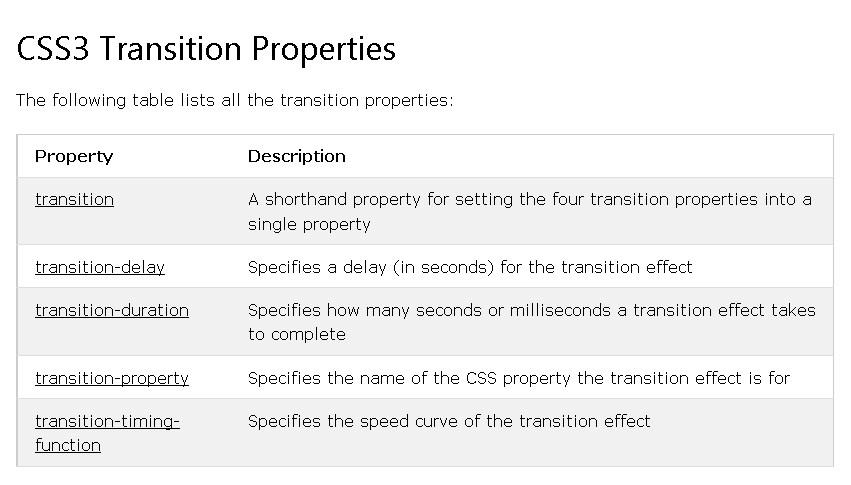 CSS3 Transition Properties
The following table lists all the transition properties:
Property Description
transition A shorthand property for setting the four transition properties into a
single property
transition-delay Specifies a delay (in seconds) for the transition effect
transition-duration Specifies how many seconds or milliseconds a transition effect takes
to complete
transition-property Specifies the name of the CSS property the transition effect is for
transition-timing- Specifies the speed curve of the transition effect
function